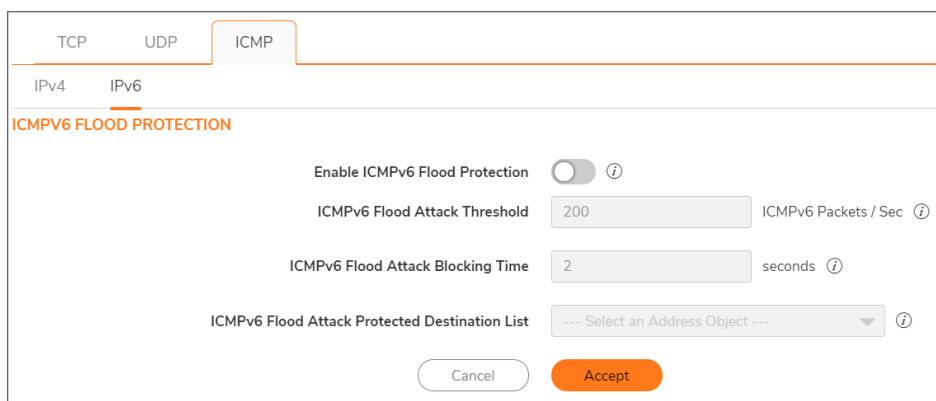 TCP UDP ICMP
IPv4 IPv6
ICMPV6 FLOOD PROTECTION
Enable ICMPv6 Flood Protection i
ICMPv6 Flood Attack Threshold 200 ICMPv6 Packets / Sec i
ICMPv6 Flood Attack Blocking Time 2 seconds i
ICMPv6 Flood Attack Protected Destination List --- Select an Address Object --- i
Cancel Accept